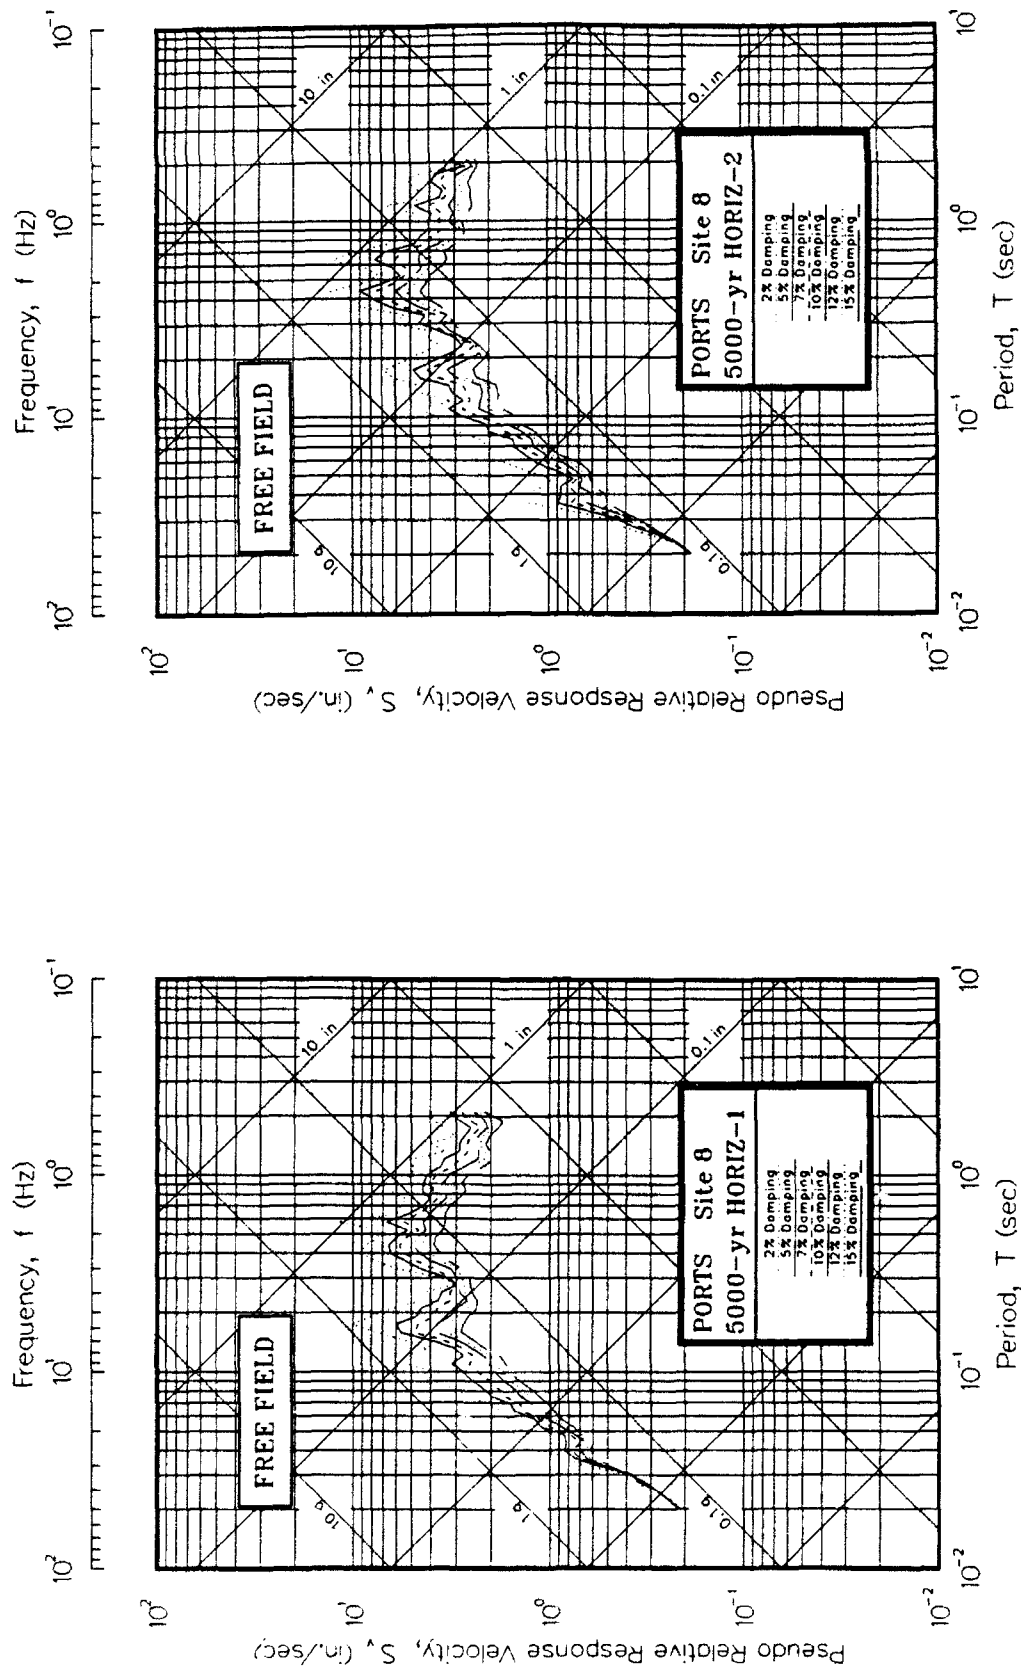 Frequency, f (Hz)
10² 10¹ 10⁰ 10⁻¹
FREE FIELD
10 in
1 in
0.1 in
10g
1g
0.1g
PORTS Site 8
5000-yr HORIZ-1
2% Damping
5% Damping
7% Damping
10% Damping
12% Damping
15% Damping
10² 10¹ 10⁰ 10⁻¹ 10⁻²
Pseudo Relative Response Velocity, Sᵥ (in./sec)
10⁻² 10⁻¹ 10⁰ 10¹
Period, T (sec)
Frequency, f (Hz)
10² 10¹ 10⁰ 10⁻¹
FREE FIELD
10 in
1 in
0.1 in
10g
1g
0.1g
PORTS Site 8
5000-yr HORIZ-2
2% Damping
5% Damping
7% Damping
10% Damping
12% Damping
15% Damping
10² 10¹ 10⁰ 10⁻¹ 10⁻²
Pseudo Relative Response Velocity, Sᵥ (in./sec)
10⁻² 10⁻¹ 10⁰ 10¹
Period, T (sec)